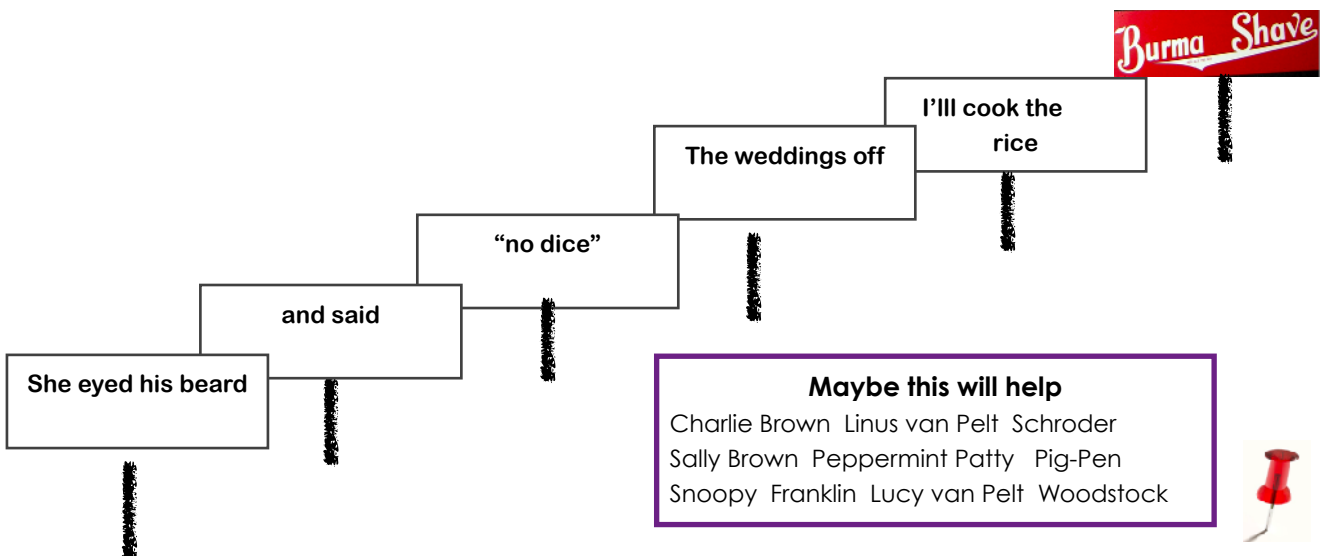 She eyed his beard
and said
“no dice”
The weddings off
I’lll cook the
rice
Burma Shave
Maybe this will help
Charlie Brown  Linus van Pelt  Schroder
Sally Brown  Peppermint Patty   Pig-Pen
Snoopy  Franklin  Lucy van Pelt  Woodstock